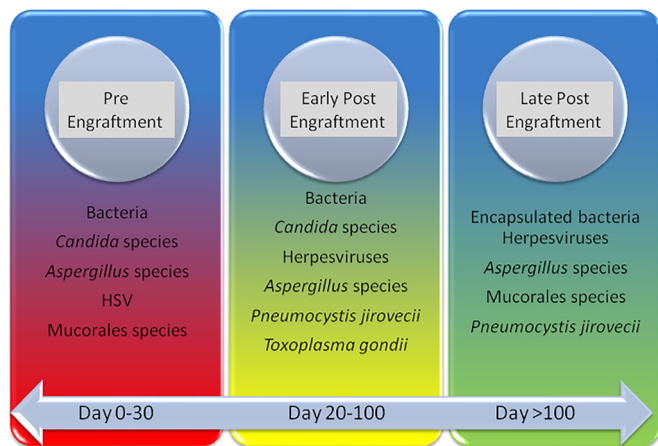 Pre
Engraftment
Bacteria
Candida species
Aspergillus species
HSV
Mucorales species
Day 0-30
Early Post
Engraftment
Bacteria
Candida species
Herpesviruses
Aspergillus species
Pneumocystis jirovecii
Toxoplasma gondii
Day 20-100
Late Post
Engraftment
Encapsulated bacteria
Herpesviruses
Aspergillus species
Mucorales species
Pneumocystis jirovecii
Day >100